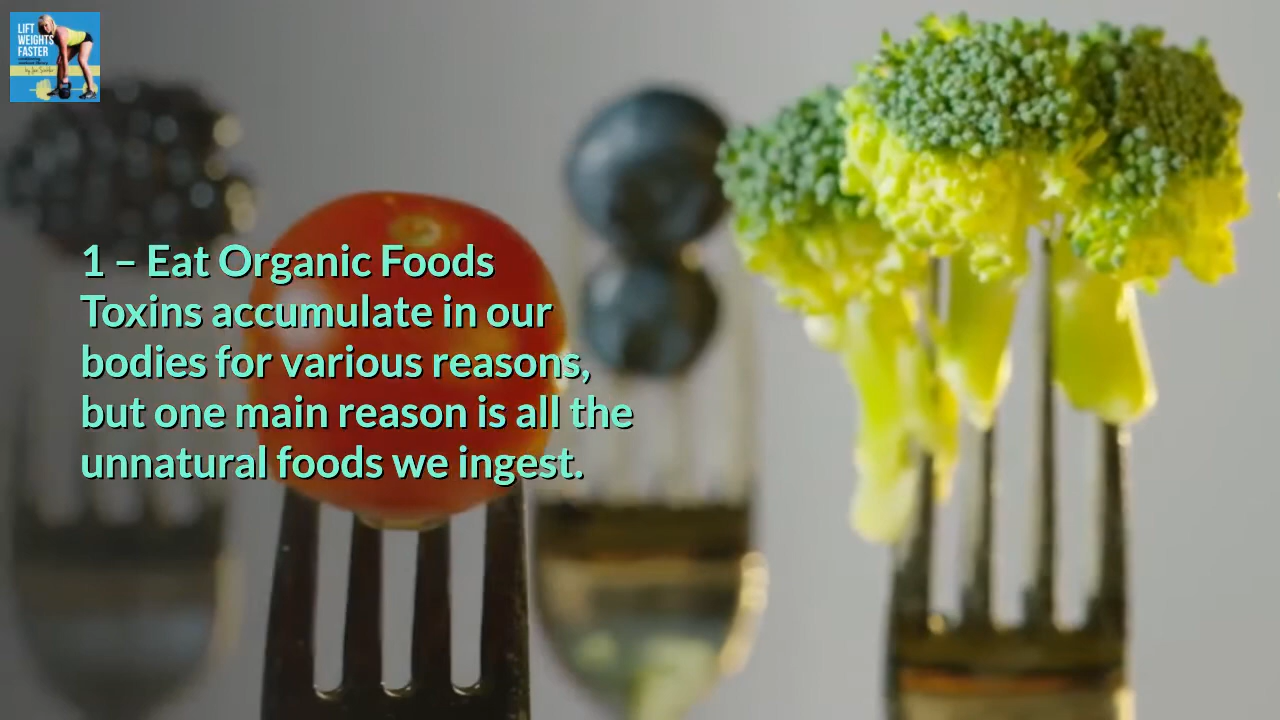 LIFT
WEIGHTS
FASTER
1 – Eat Organic Foods
Toxins accumulate in our
bodies for various reasons,
but one main reason is all the
unnatural foods we ingest.